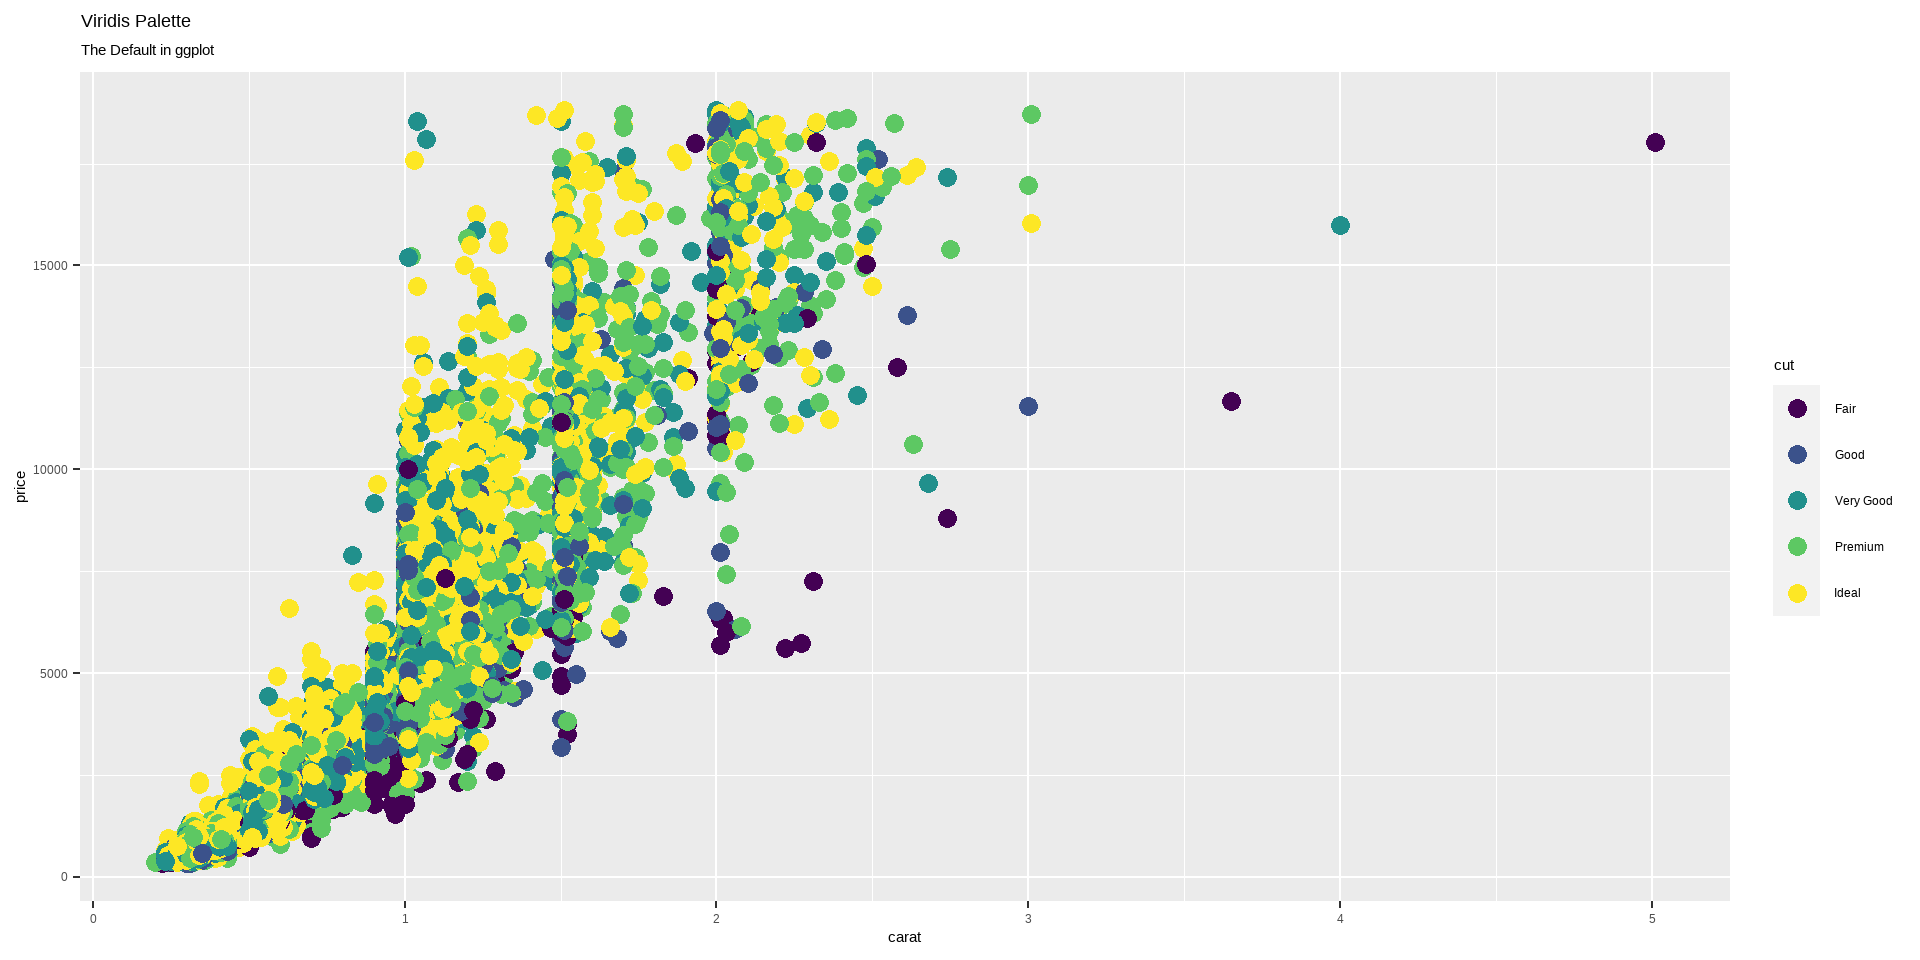 Viridis Palette
The Default in ggplot
price
15000
10000
5000
0
0 1 2 3 4 5
carat
cut
Fair
Good
Very Good
Premium
Ideal